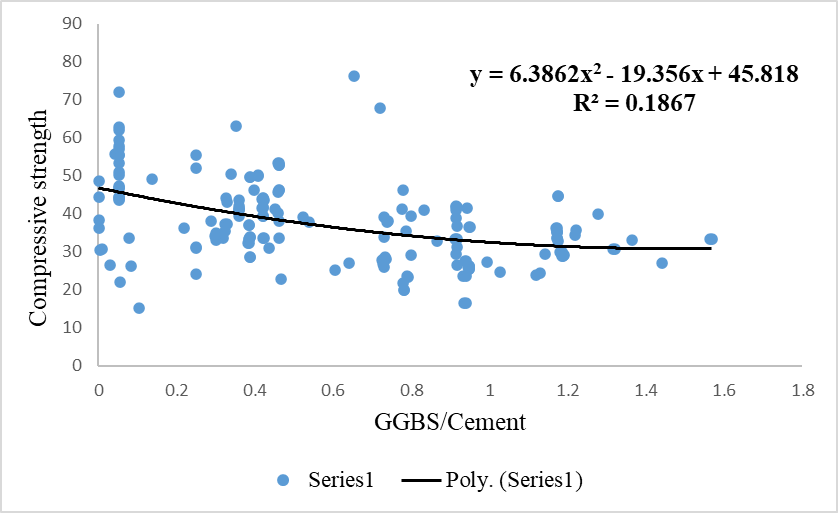 90
80
70
60
50
40
30
20
10
0
Compressive strength
y = 6.3862x² - 19.356x + 45.818
R² = 0.1867
0 0.2 0.4 0.6 0.8 1 1.2 1.4 1.6 1.8
GGBS/Cement
Series1 Poly. (Series1)